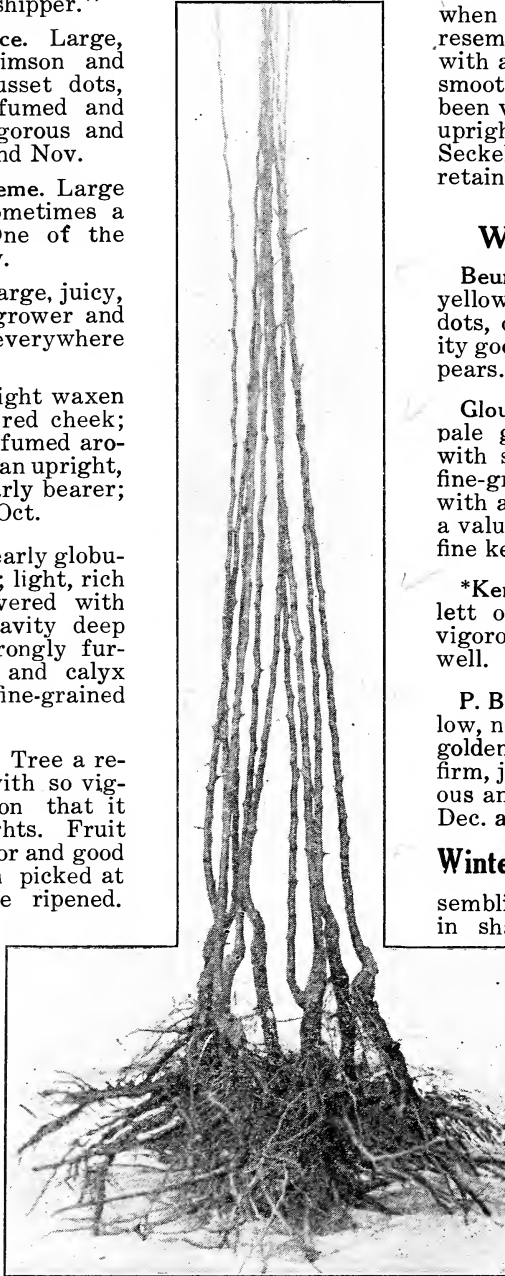 shipper."
ce. Large,
imson and
usset dots,
fumed and
gorous and
nd Nov.
eme. Large
ometimes a
One of the
arge, juicy,
grower and
everywhere
ight waxen
red cheek;
fumed aro-
an upright,
rly bearer;
Oct.
early globu-
; light, rich
vered with
avity deep
rongly fur-
and calyx
fine-grained
Tree a re-
with so vig-
on that it
hts. Fruit
or and good
picked at
e ripened.
when
resem
with a
smoot
been v
upright
Seckel
retain
W
Beur
yellow
dots, c
ity goo
pears.
Glou
pale g
with s
fine-gr
with a
a valu
fine ke
*Ker
lett o
vigoro
well.
P. B
low, n
golden
firm, j
ous an
Dec. a
Winte
sembli
in sha